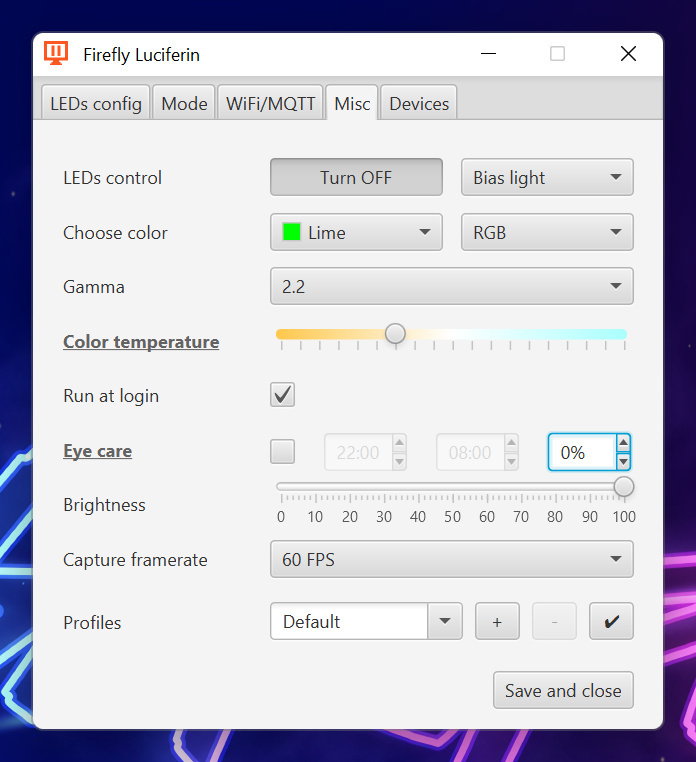 Firefly Luciferin
LEDs config Mode WiFi/MQTT Misc Devices
LEDs control Turn OFF Bias light
Choose color Lime RGB
Gamma 2.2
Color temperature
Run at login
Eye care 22:00 08:00 0%
Brightness
0 10 20 30 40 50 60 70 80 90 100
Capture framerate 60 FPS
Profiles Default + - ✔
Save and close